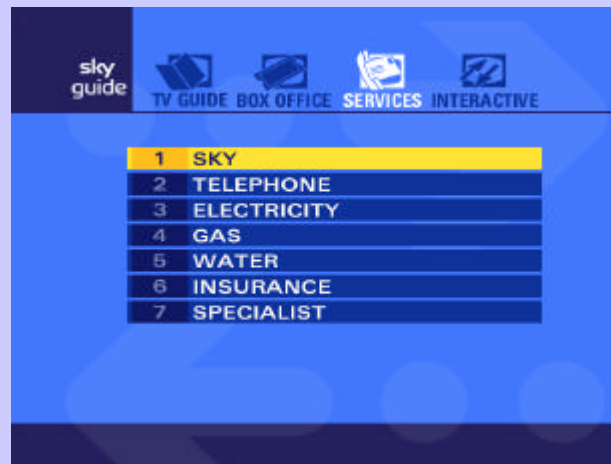 sky
guide
TV GUIDE BOX OFFICE SERVICES INTERACTIVE
1 SKY
2 TELEPHONE
3 ELECTRICITY
4 GAS
5 WATER
6 INSURANCE
7 SPECIALIST